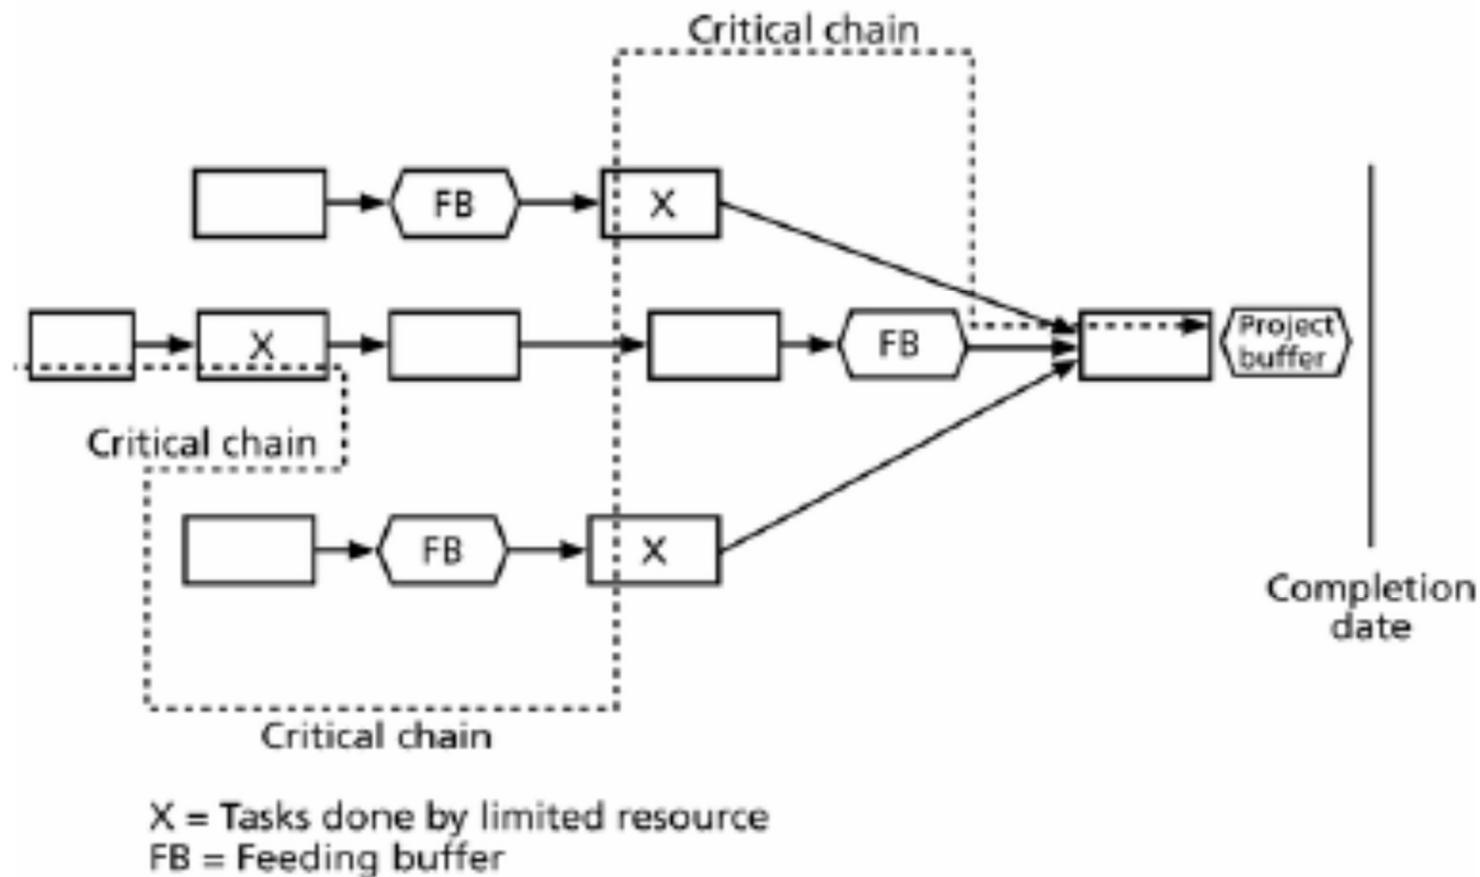 Critical chain
FB
X
X
FB
Project
buffer
Critical chain
FB
X
Completion
date
Critical chain
X = Tasks done by limited resource
FB = Feeding buffer